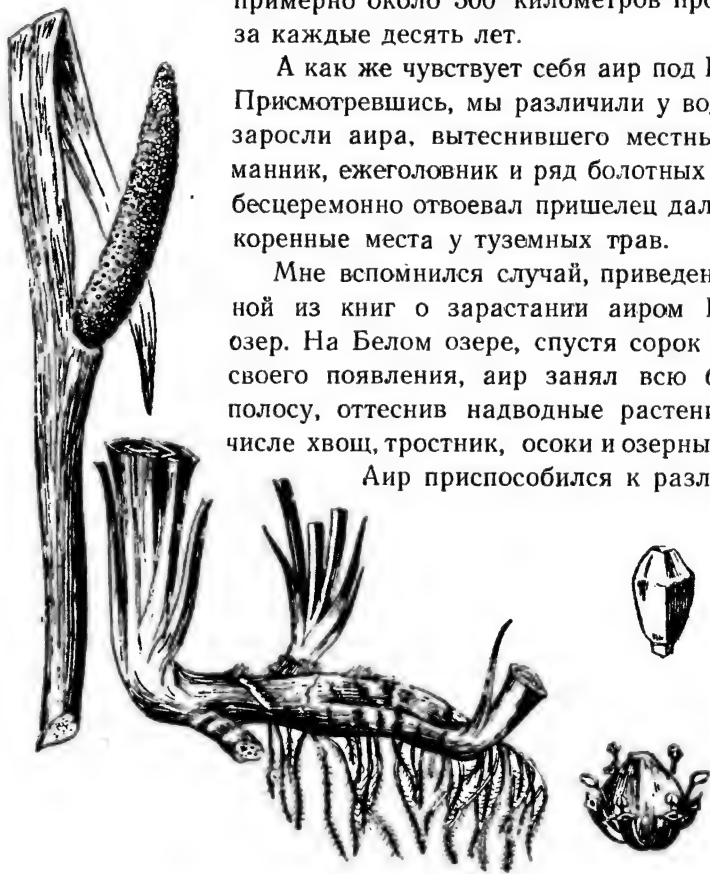 примерно около 300 километров про
за каждые десять лет.
А как же чувствует себя аир под
Присмотревшись, мы различили у во
заросли аира, вытеснившего местны
манник, ежеголовник и ряд болотных
бесцеремонно отвоевал пришелец дал
коренные места у туземных трав.
Мне вспомнился случай, приведен
ной из книг о зарастании аиром
озер. На Белом озере, спустя сорок
своего появления, аир занял всю
полосу, оттеснив надводные растени
числе хвощ, тростник, осоки и озерны
Аир приспособился к разл